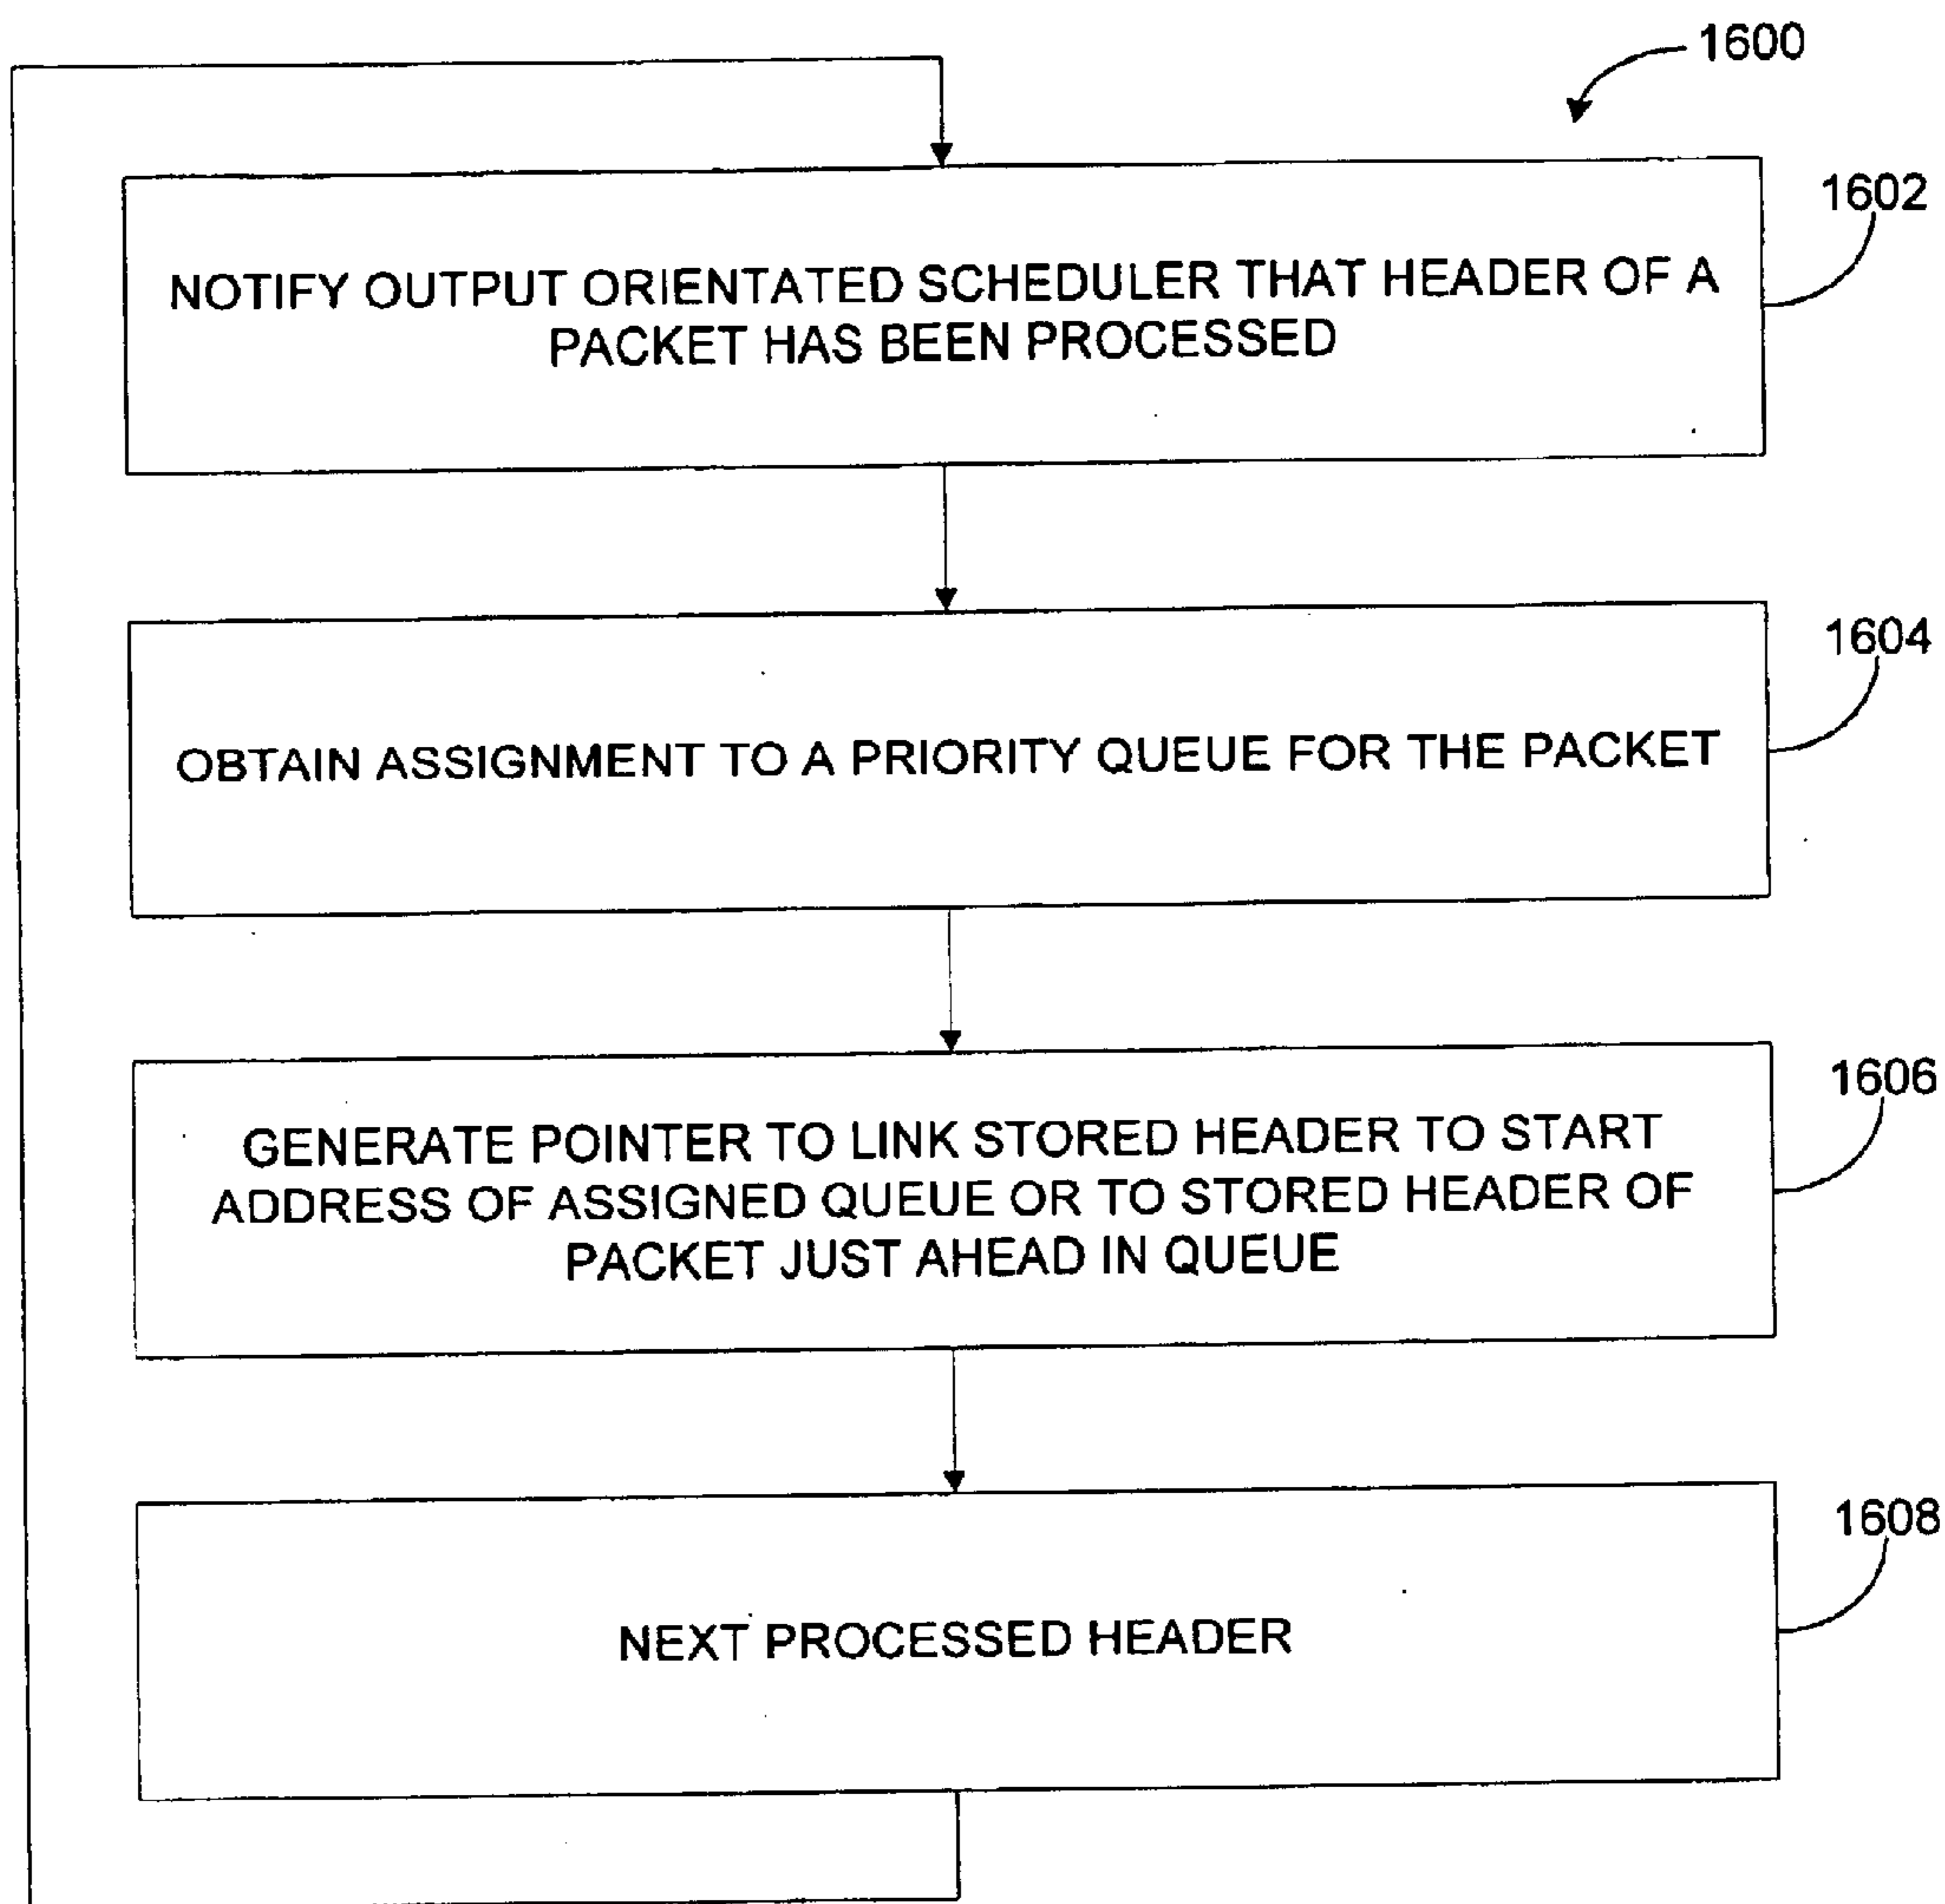 1600
1602
NOTIFY OUTPUT ORIENTATED SCHEDULER THAT HEADER OF A
PACKET HAS BEEN PROCESSED
1604
OBTAIN ASSIGNMENT TO A PRIORITY QUEUE FOR THE PACKET
1606
GENERATE POINTER TO LINK STORED HEADER TO START
ADDRESS OF ASSIGNED QUEUE OR TO STORED HEADER OF
PACKET JUST AHEAD IN QUEUE
1608
NEXT PROCESSED HEADER